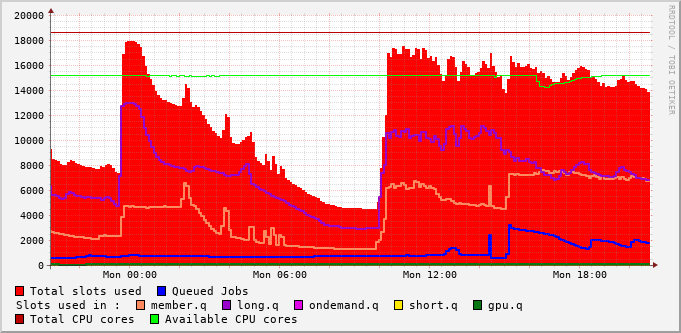 RRDTOOL / TOBI OETIKER
20000
18000
16000
14000
12000
10000
8000
6000
4000
2000
0
Mon 00:00 Mon 06:00 Mon 12:00 Mon 18:00
Total slots used Queued Jobs
Slots used in : member.q long.q ondemand.q short.q gpu.q
Total CPU cores Available CPU cores